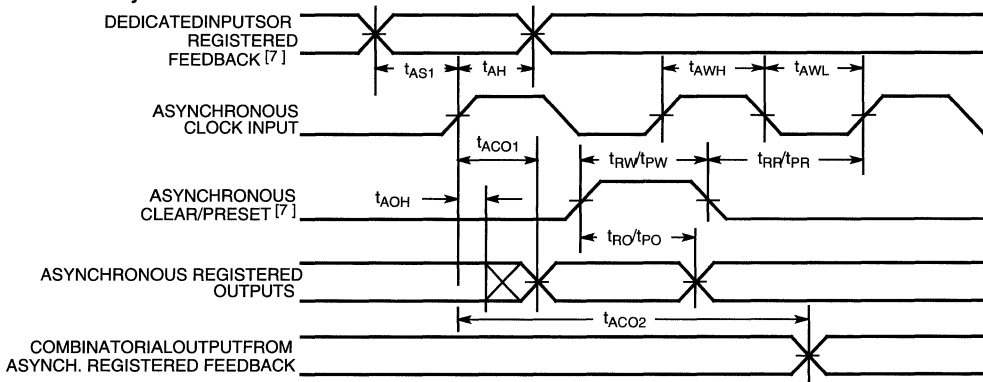 DEDICATEDINPUTSOR
REGISTERED
FEEDBACK [7]
tAS1
tAH
tAWH
tAWL
ASYNCHRONOUS
CLOCK INPUT
tACO1
tRW/tPW
tRR/tPR
ASYNCHRONOUS
CLEAR/PRESET [7]
tAOH
tRO/tPO
ASYNCHRONOUS REGISTERED
OUTPUTS
tACO2
COMBINATORIALOUTPUTFROM
ASYNCH. REGISTERED FEEDBACK